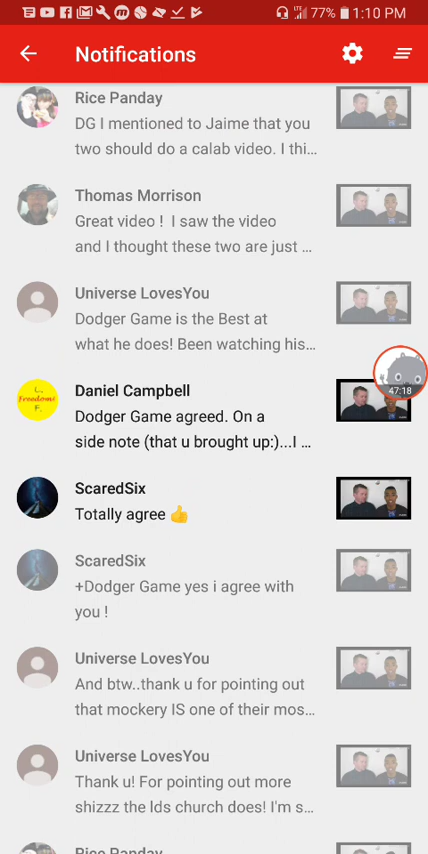 77% 1:10 PM
Notifications
Rice Panday
DG I mentioned to Jaime that you
two should do a calab video. I thi...
Thomas Morrison
Great video ! I saw the video
and I thought these two are just ...
Universe LovesYou
Dodger Game is the Best at
what he does! Been watching his...
L.
Freedoms
F.
Daniel Campbell
Dodger Game agreed. On a
side note (that u brought up:)...I ...
47:18
ScaredSix
Totally agree 👍
ScaredSix
+Dodger Game yes i agree with
you !
Universe LovesYou
And btw..thank u for pointing out
that mockery IS one of their mos...
Universe LovesYou
Thank u! For pointing out more
shizzz the lds church does! I'm s...
Rice Panday